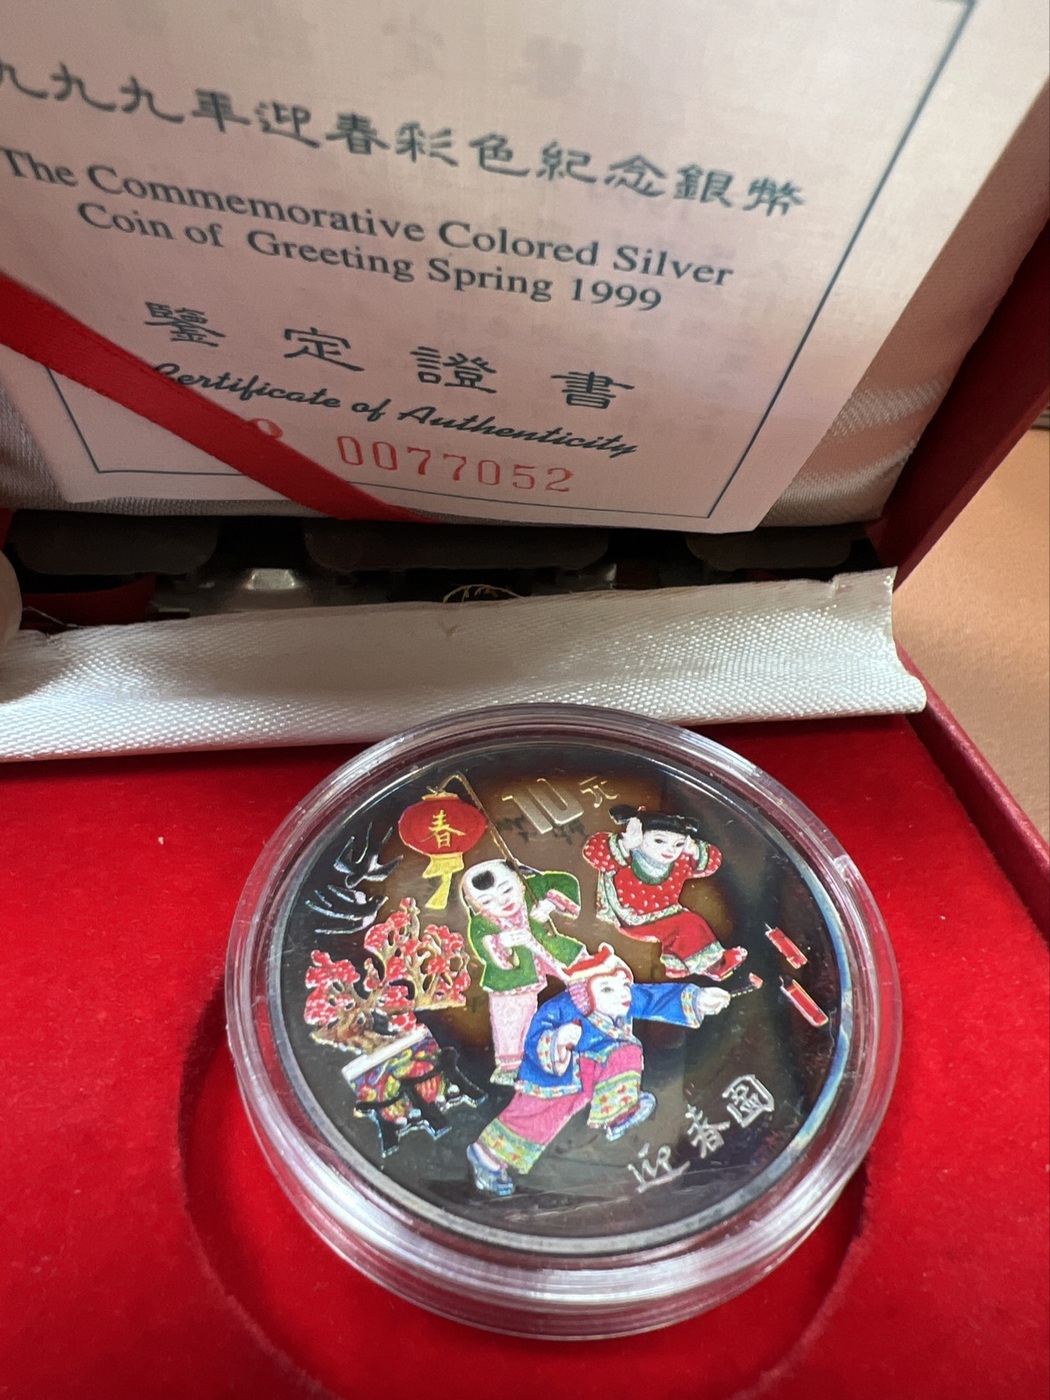 九九九年迎春彩色紀念銀幣
The Commemorative Colored Silver
Coin of Greeting Spring 1999
鑒定證書
Certificate of Authenticity
0077052
10元
春
迎春圖